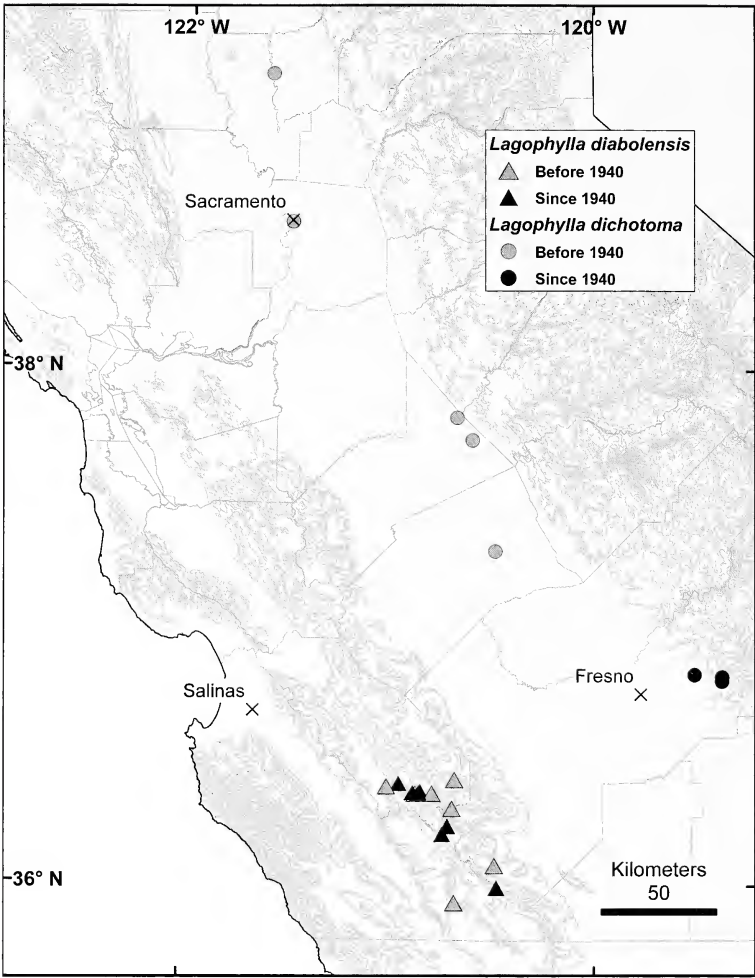 122° W
120° W
Lagophylla diabolensis
Before 1940
Since 1940
Lagophylla dichotoma
Before 1940
Since 1940
Sacramento
38° N
Fresno
Salinas
36° N
Kilometers
50